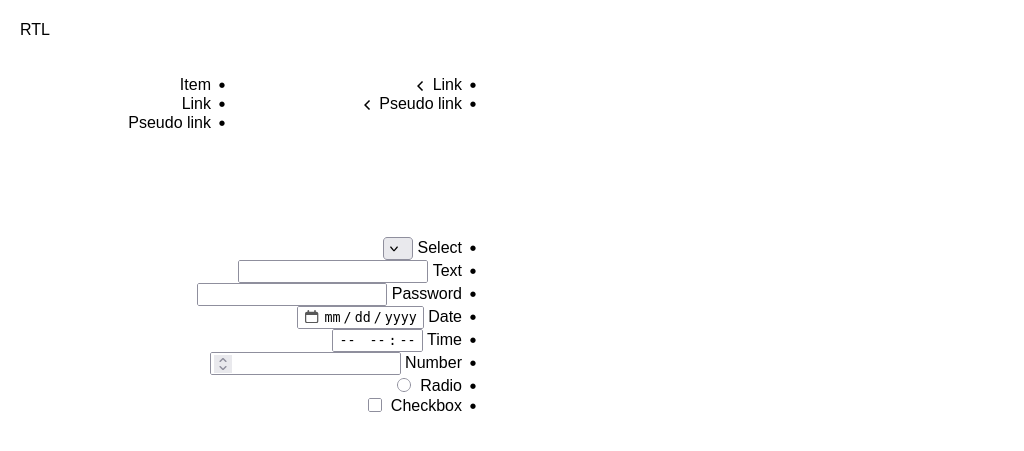 RTL
Item
Link
Pseudo link
Link
Pseudo link
Select
Text
Password
Date mm/dd/yyyy
Time -- --:--
Number
Radio
Checkbox